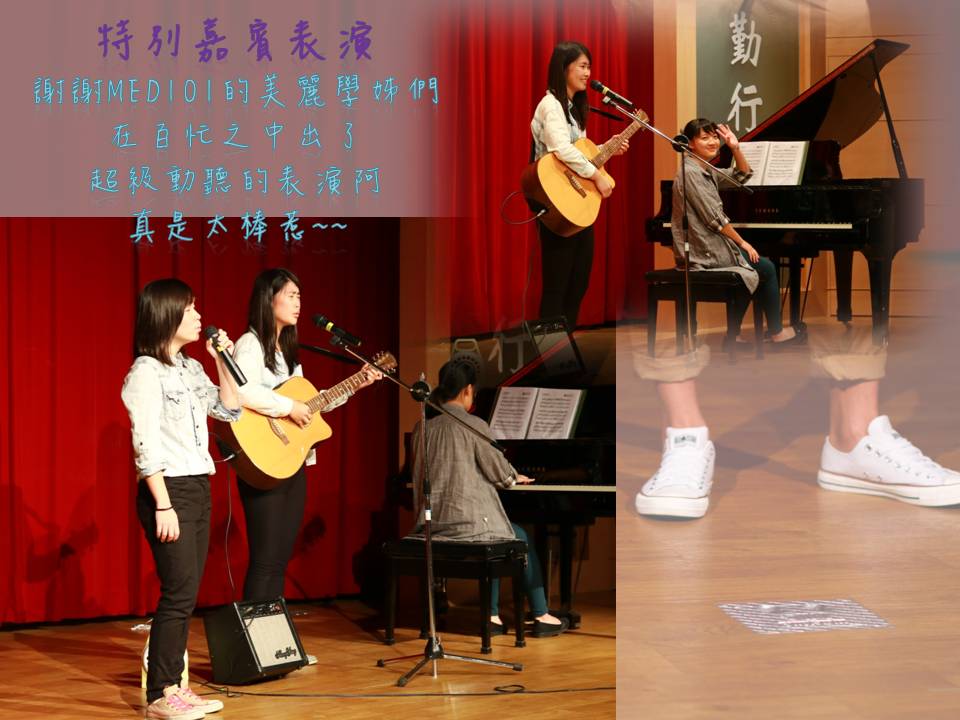 特別嘉賓表演
謝謝MED101的美麗學姊們
在百忙之中出了
超級動聽的表演阿
真是太棒惹~~
勤
行
行
YAMAHA